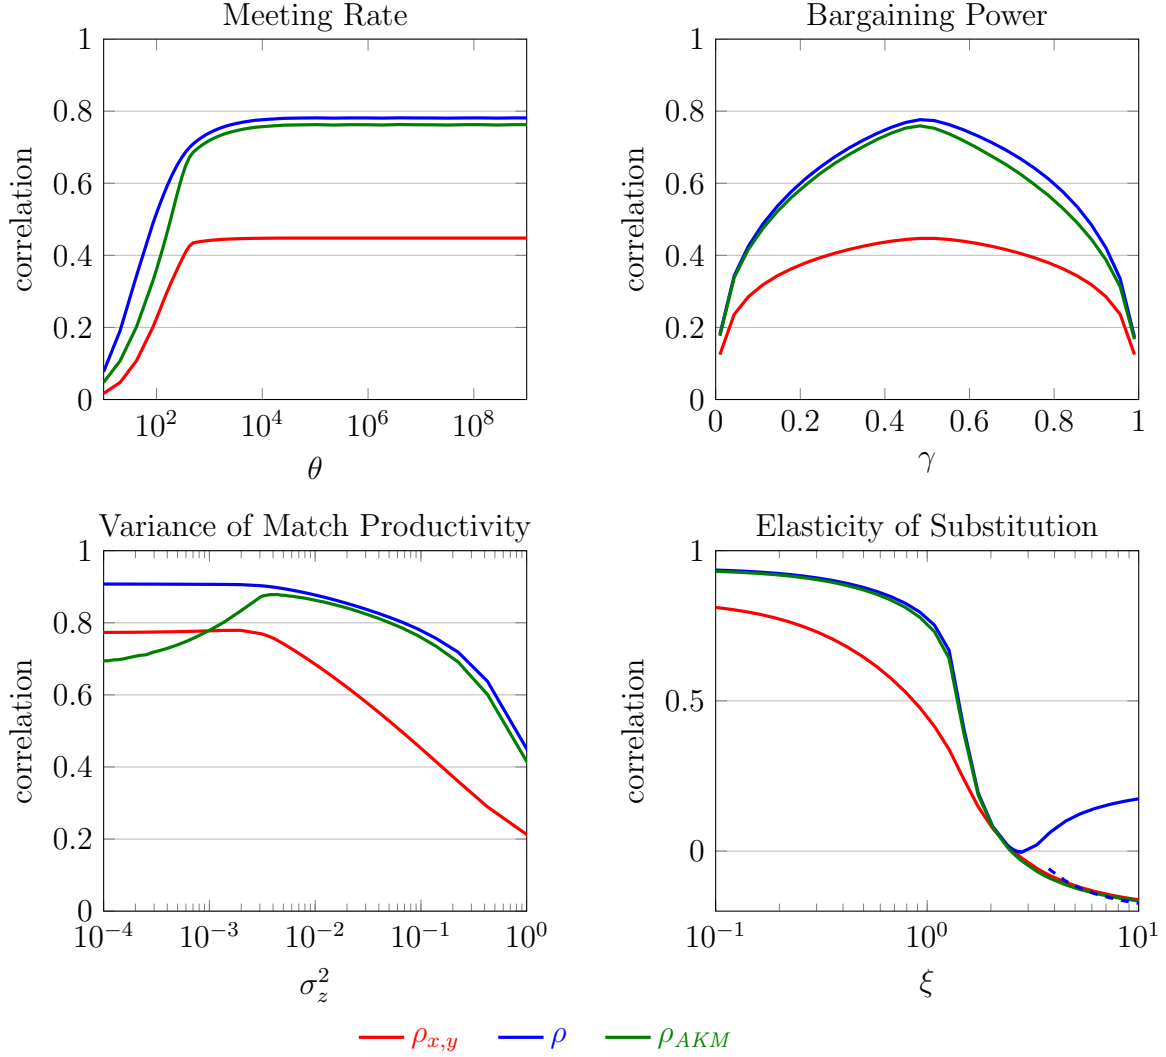 Meeting Rate
correlation
1
0.8
0.6
0.4
0.2
0
10^2 10^4 10^6 10^8
θ
Bargaining Power
correlation
1
0.8
0.6
0.4
0.2
0
0 0.2 0.4 0.6 0.8 1
γ
Variance of Match Productivity
correlation
1
0.8
0.6
0.4
0.2
0
10^−4 10^−3 10^−2 10^−1 10^0
σ_z^2
Elasticity of Substitution
correlation
1
0.5
0
10^−1 10^0 10^1
ξ
ρ_{x,y} ρ ρ_{AKM}